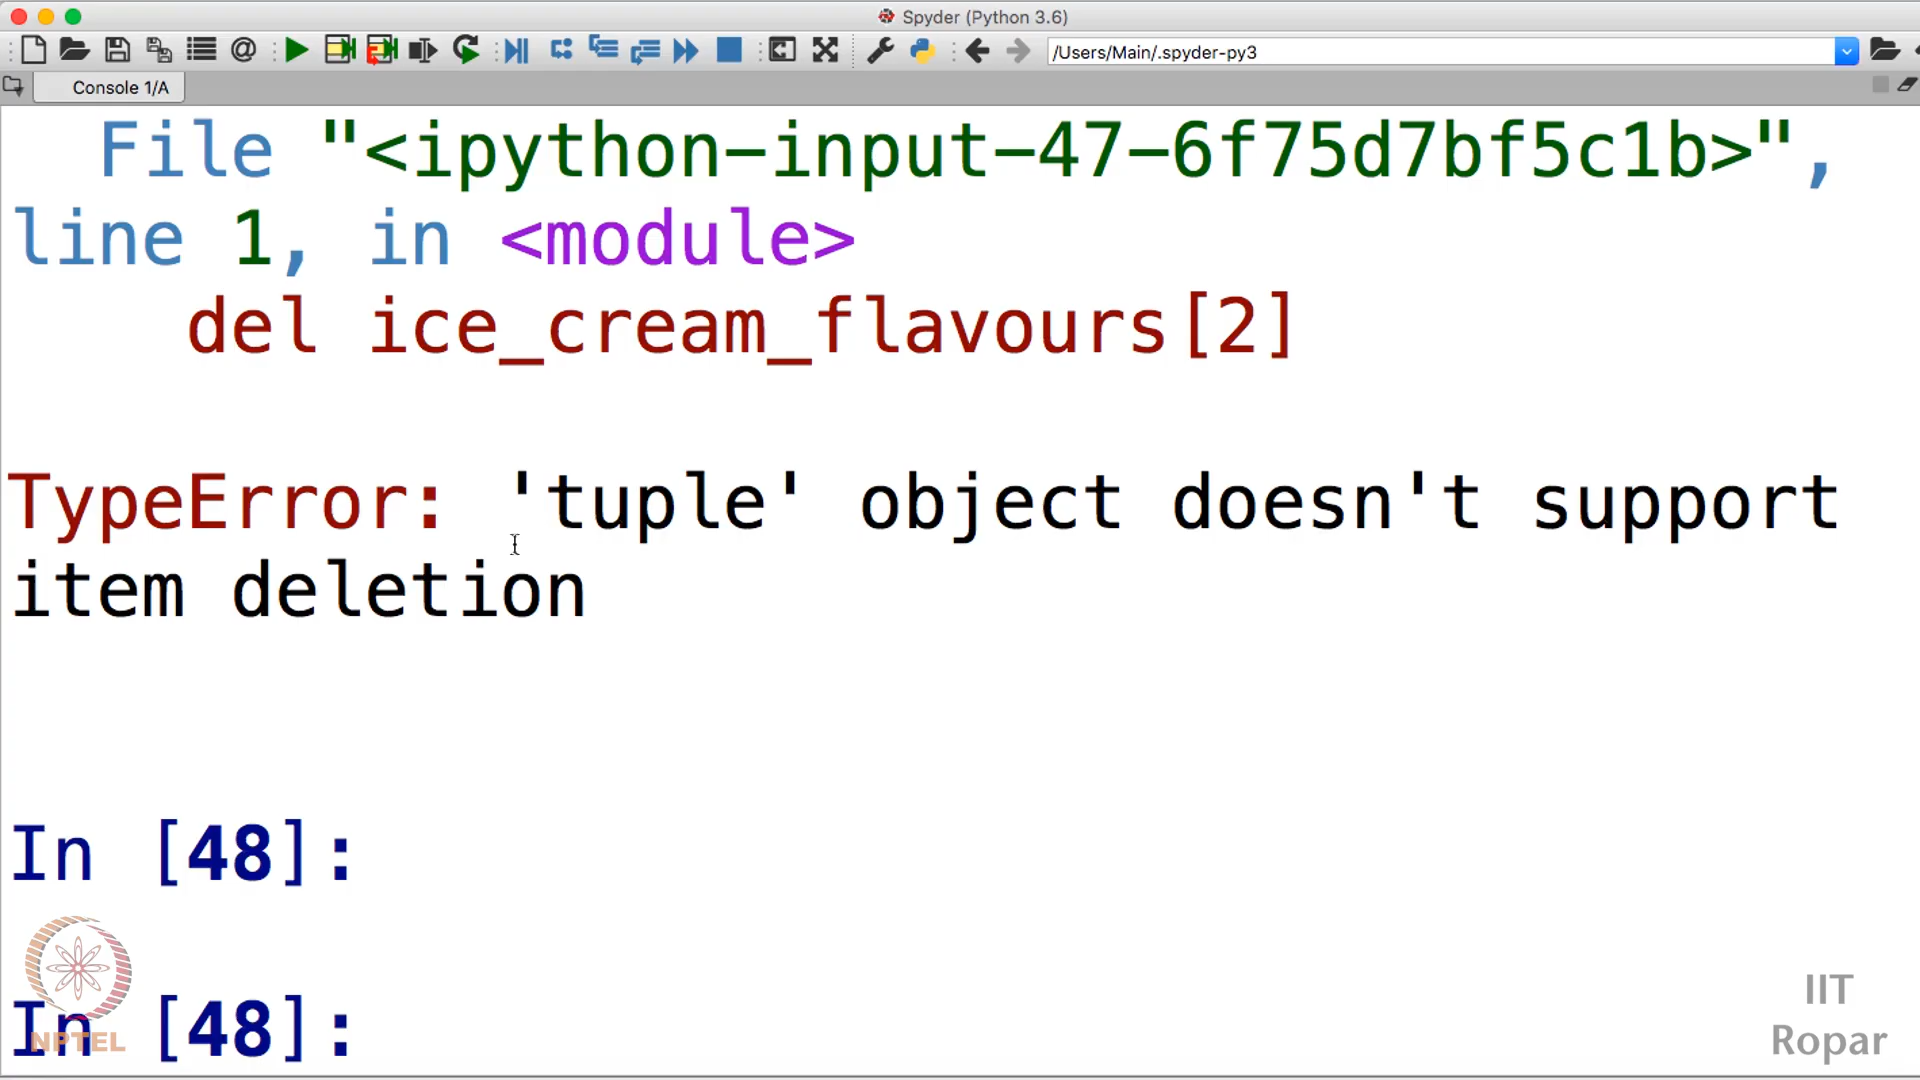 Spyder (Python 3.6)
/Users/Main/.spyder-py3
Console 1/A
File "<ipython-input-47-6f75d7bf5c1b>",
line 1, in <module>
del ice_cream_flavours[2]
TypeError: 'tuple' object doesn't support
item deletion
In [48]:
In [48]:
NPTEL
IIT
Ropar